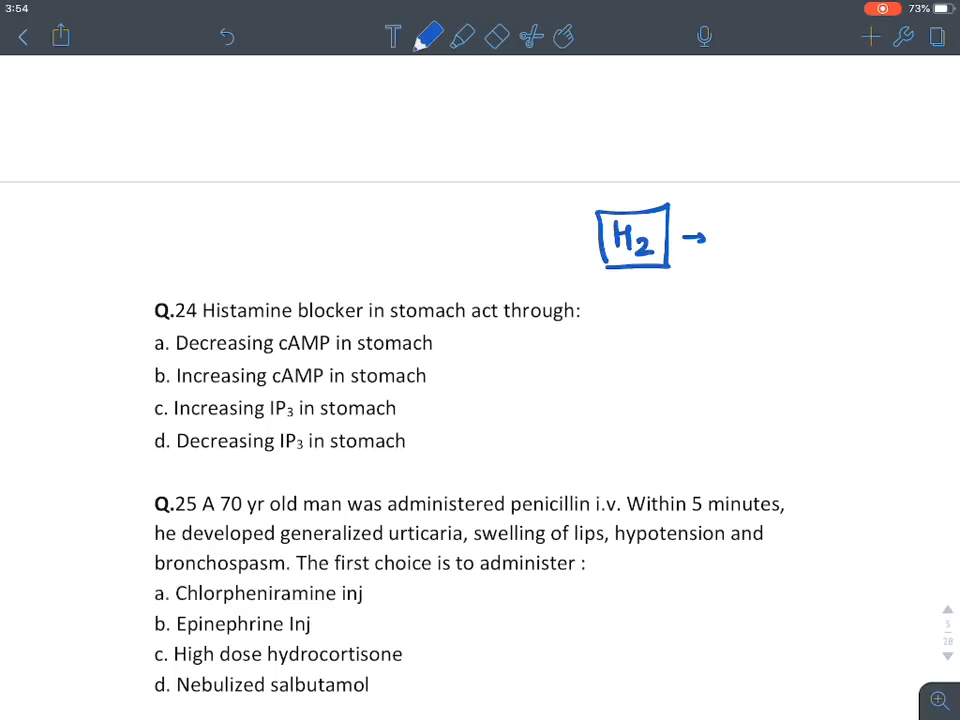 3:54
73%
T
H2 →
Q.24 Histamine blocker in stomach act through:
a. Decreasing cAMP in stomach
b. Increasing cAMP in stomach
c. Increasing IP₃ in stomach
d. Decreasing IP₃ in stomach
Q.25 A 70 yr old man was administered penicillin i.v. Within 5 minutes,
he developed generalized urticaria, swelling of lips, hypotension and
bronchospasm. The first choice is to administer :
a. Chlorpheniramine inj
b. Epinephrine Inj
c. High dose hydrocortisone
d. Nebulized salbutamol
28